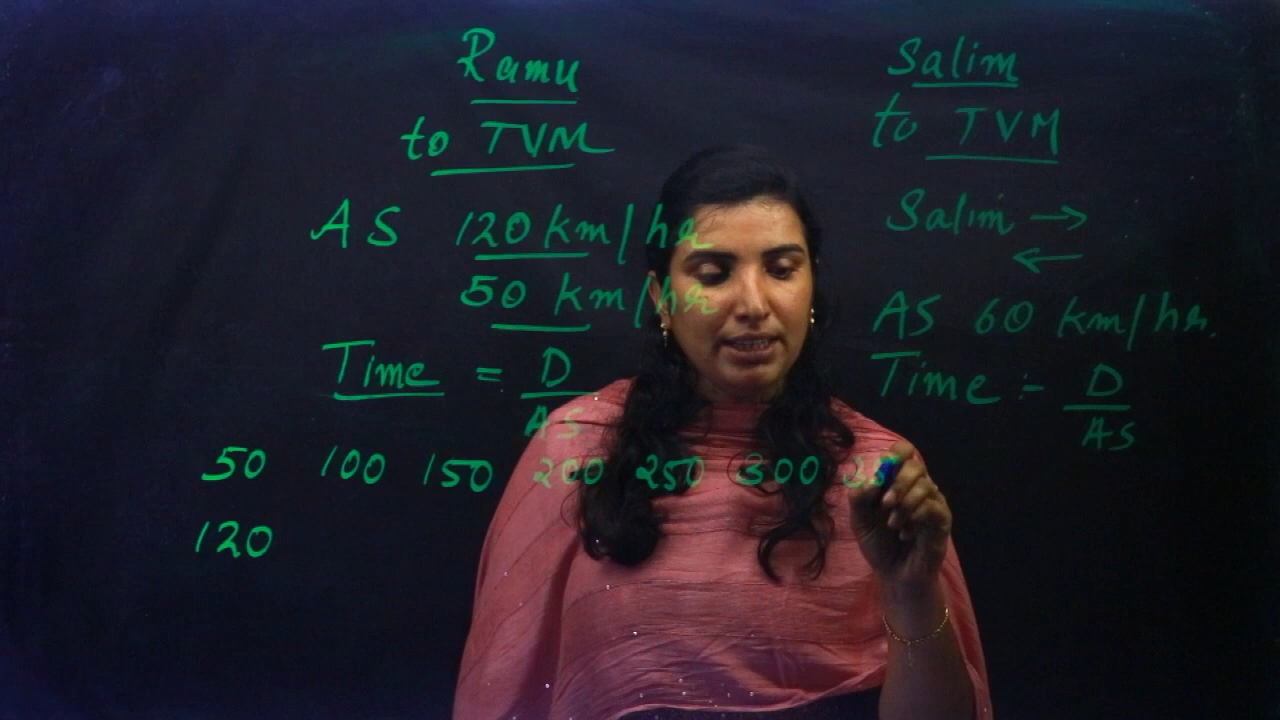 Ramu
to TVM
AS 120 km/hr
50 km/hr
Time = D
AS
50 100 150 200 250 300 35
120
Salim
to TVM
Salim →
←
AS 60 km/hr.
Time :- D
AS